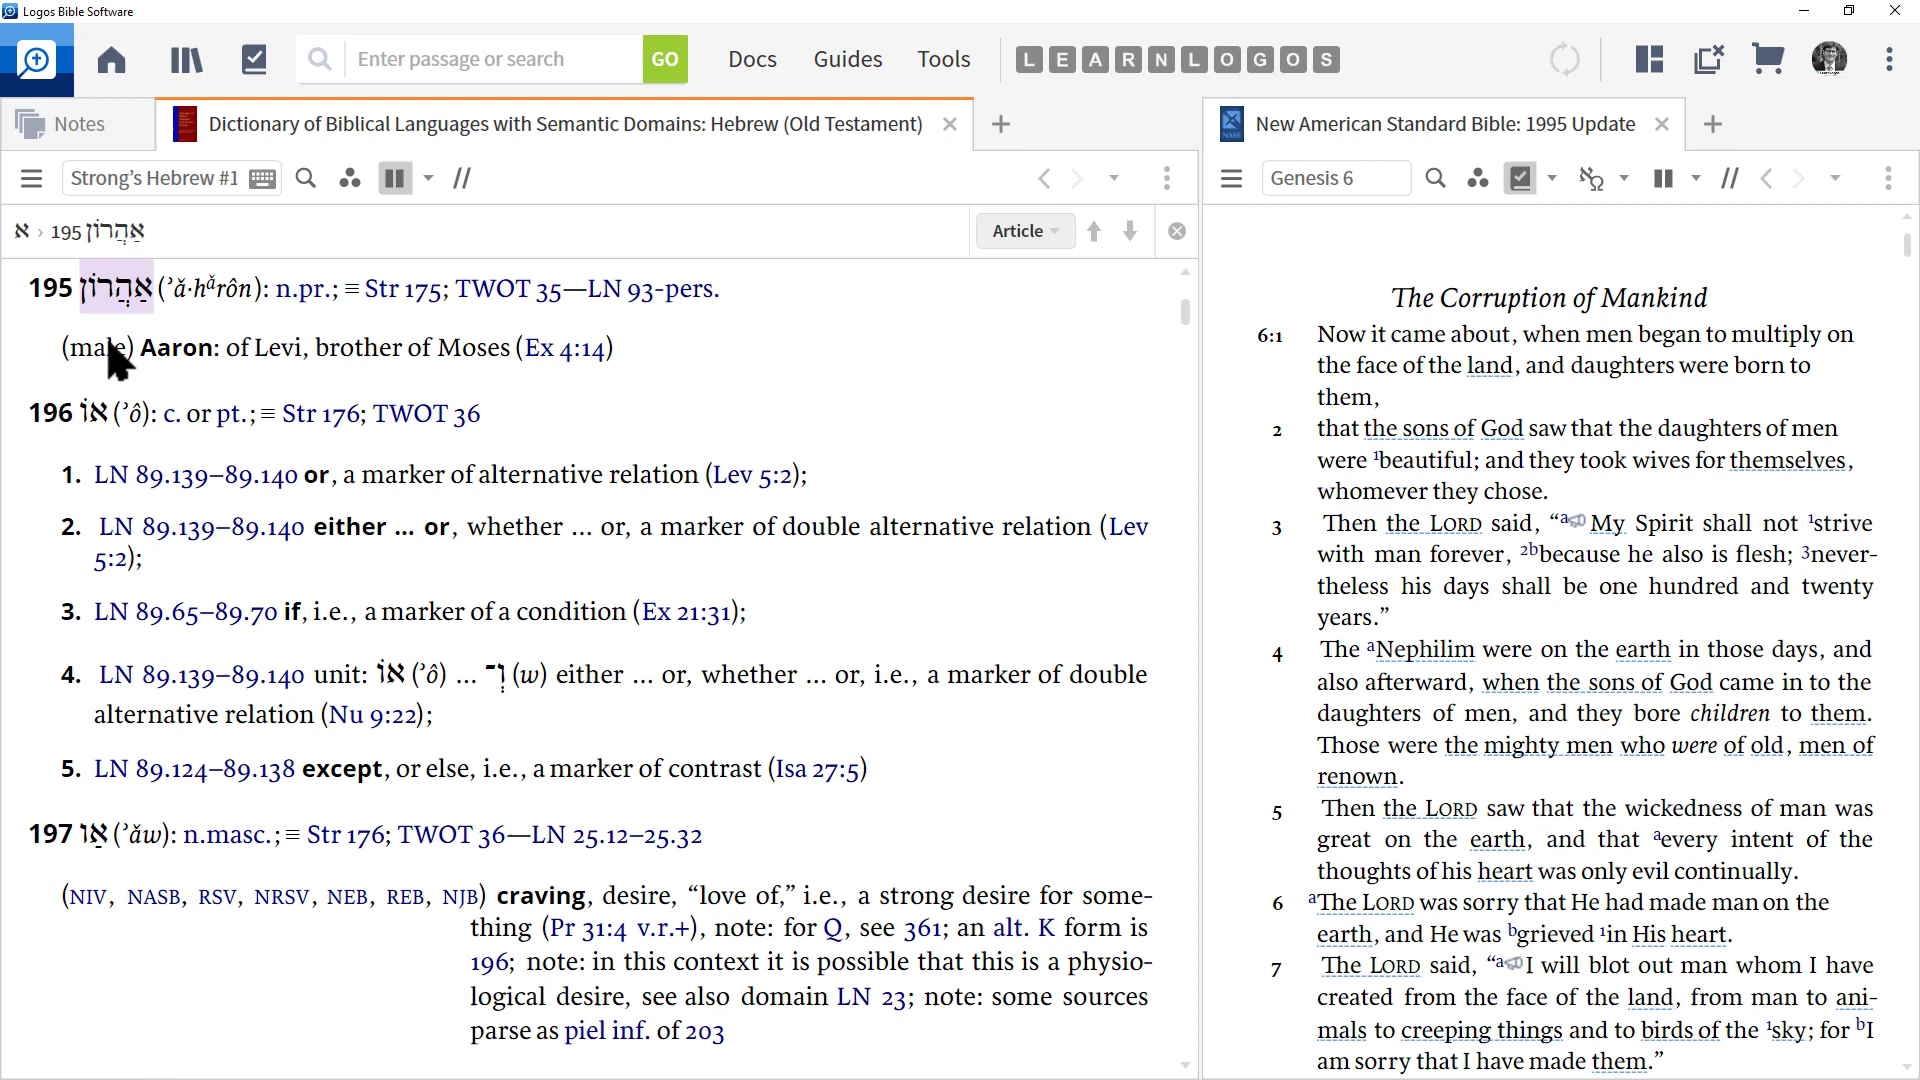 Logos Bible Software
Enter passage or search
GO
Docs
Guides
Tools
L E A R N L O G O S
Notes
Dictionary of Biblical Languages with Semantic Domains: Hebrew (Old Testament)
Strong’s Hebrew #1
א › 195 אַהֲרוֹן
Article
195 אַהֲרוֹן (ʾă·hᵃrôn): n.pr.; ≡ Str 175; TWOT 35—LN 93-pers.
(male) Aaron: of Levi, brother of Moses (Ex 4:14)
196 אוֹ (ʾô): c. or pt.; ≡ Str 176; TWOT 36
1. LN 89.139–89.140 or, a marker of alternative relation (Lev 5:2);
2. LN 89.139–89.140 either … or, whether … or, a marker of double alternative relation (Lev
5:2);
3. LN 89.65–89.70 if, i.e., a marker of a condition (Ex 21:31);
4. LN 89.139–89.140 unit: אוֹ (ʾô) … וְ־ (w) either … or, whether … or, i.e., a marker of double
alternative relation (Nu 9:22);
5. LN 89.124–89.138 except, or else, i.e., a marker of contrast (Isa 27:5)
197 אַו (ʾăw): n.masc.; ≡ Str 176; TWOT 36—LN 25.12–25.32
(NIV, NASB, RSV, NRSV, NEB, REB, NJB) craving, desire, “love of,” i.e., a strong desire for some-
thing (Pr 31:4 v.r.+), note: for Q, see 361; an alt. K form is
196; note: in this context it is possible that this is a physio-
logical desire, see also domain LN 23; note: some sources
parse as piel inf. of 203
New American Standard Bible: 1995 Update
Genesis 6
The Corruption of Mankind
6:1 Now it came about, when men began to multiply on
the face of the land, and daughters were born to
them,
2 that the sons of God saw that the daughters of men
were ¹beautiful; and they took wives for themselves,
whomever they chose.
3 Then the LORD said, “ᵃMy Spirit shall not ¹strive
with man forever, ²ᵇbecause he also is flesh; ³never-
theless his days shall be one hundred and twenty
years.”
4 The ᵃNephilim were on the earth in those days, and
also afterward, when the sons of God came in to the
daughters of men, and they bore children to them.
Those were the mighty men who were of old, men of
renown.
5 Then the LORD saw that the wickedness of man was
great on the earth, and that ᵃevery intent of the
thoughts of his heart was only evil continually.
6 ᵃThe LORD was sorry that He had made man on the
earth, and He was ᵇgrieved ¹in His heart.
7 The LORD said, “ᵃI will blot out man whom I have
created from the face of the land, from man to ani-
mals to creeping things and to birds of the ¹sky; for ᵇI
am sorry that I have made them.”